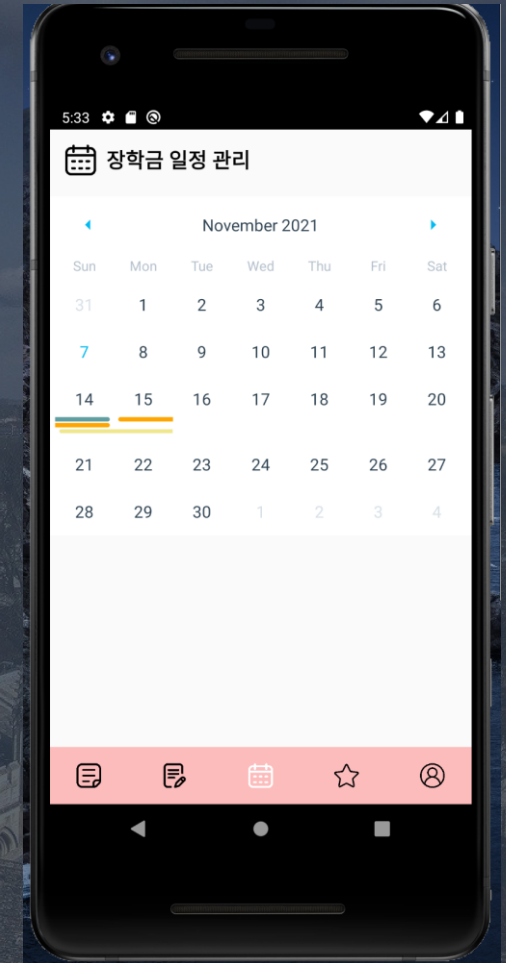 5:33
장학금 일정 관리
November 2021
Sun Mon Tue Wed Thu Fri Sat
31 1 2 3 4 5 6
7 8 9 10 11 12 13
14 15 16 17 18 19 20
21 22 23 24 25 26 27
28 29 30 1 2 3 4